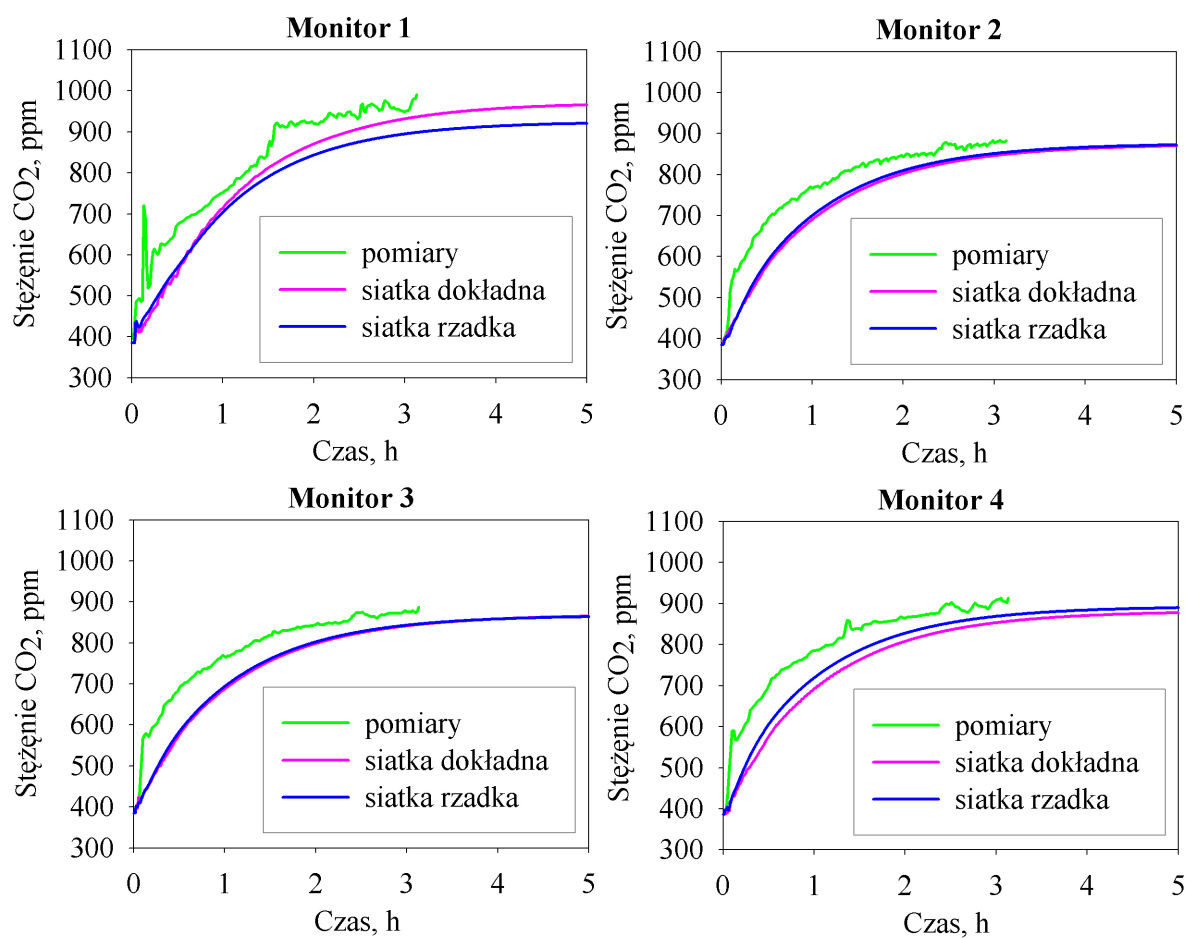 Monitor 1
1100
1000
900
800
700
600
500
400
300
Stężęnie CO2, ppm
pomiary
siatka dokładna
siatka rzadka
0 1 2 3 4 5
Czas, h
Monitor 2
1100
1000
900
800
700
600
500
400
300
Stężęnie CO2, ppm
pomiary
siatka dokładna
siatka rzadka
0 1 2 3 4 5
Czas, h
Monitor 3
1100
1000
900
800
700
600
500
400
300
Stężęnie CO2, ppm
pomiary
siatka dokładna
siatka rzadka
0 1 2 3 4 5
Czas, h
Monitor 4
1100
1000
900
800
700
600
500
400
300
Stężęnie CO2, ppm
pomiary
siatka dokładna
siatka rzadka
0 1 2 3 4 5
Czas, h